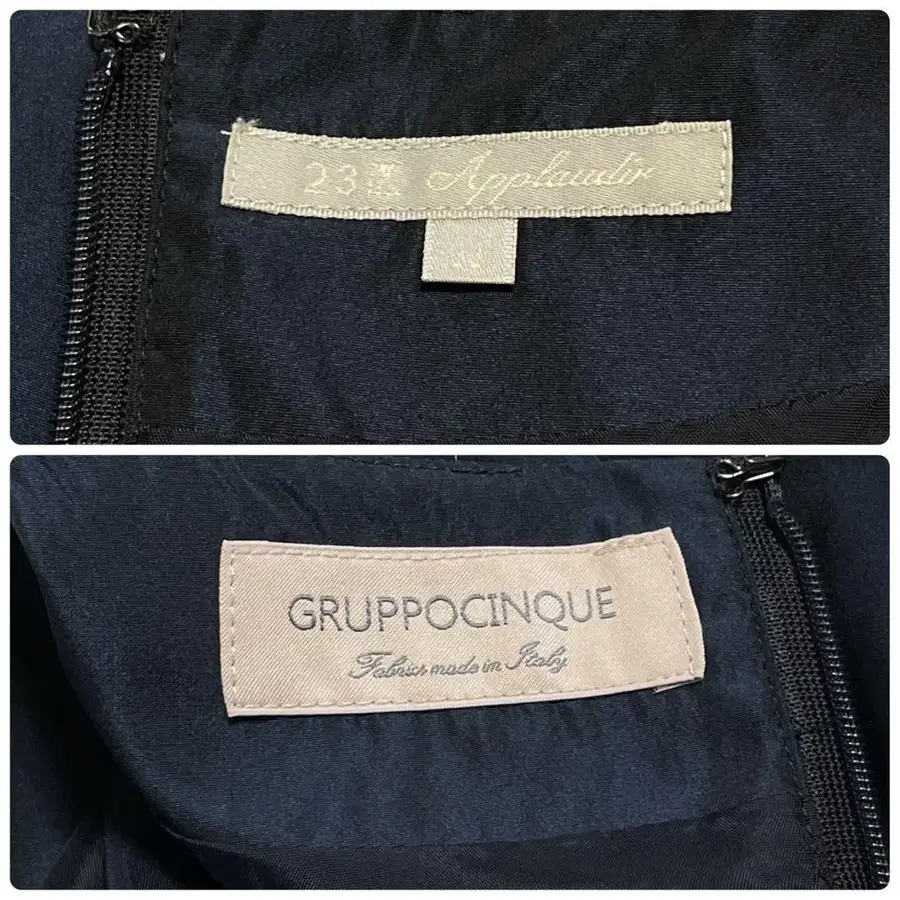 23区 Applaudir
GRUPPOCINQUE
Fabrics made in Italy